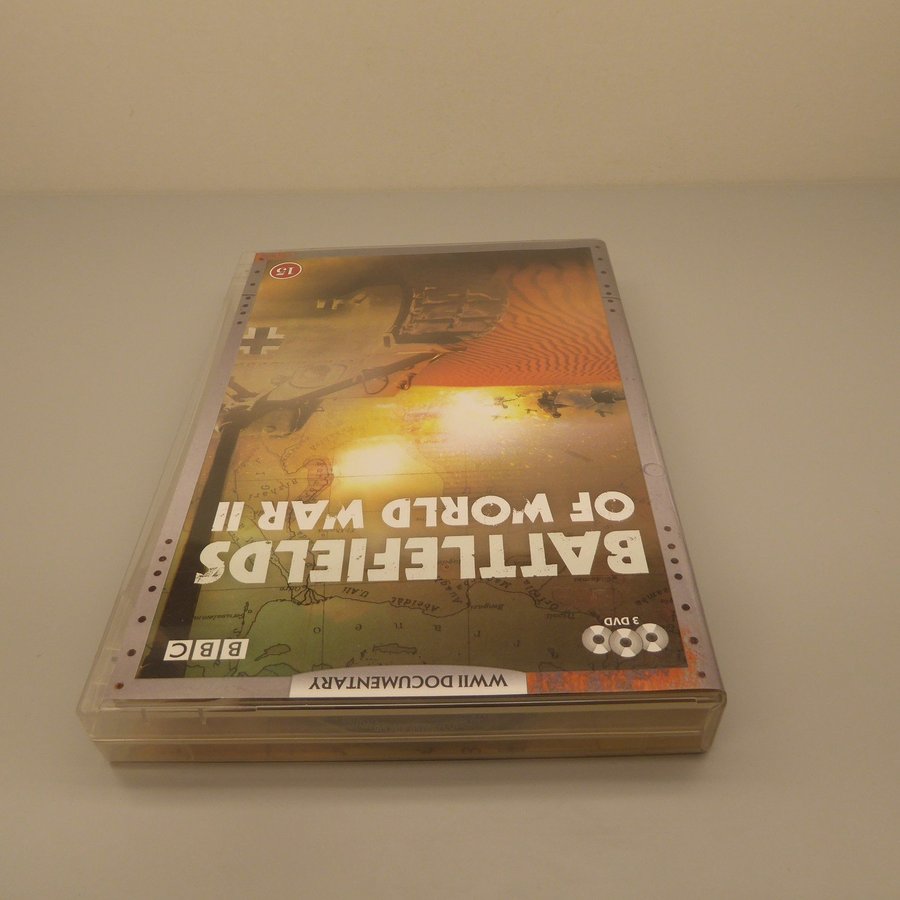 WWII DOCUMENTARY
3 DVD
BBC
BATTLEFIELDS
OF WORLD WAR II
15